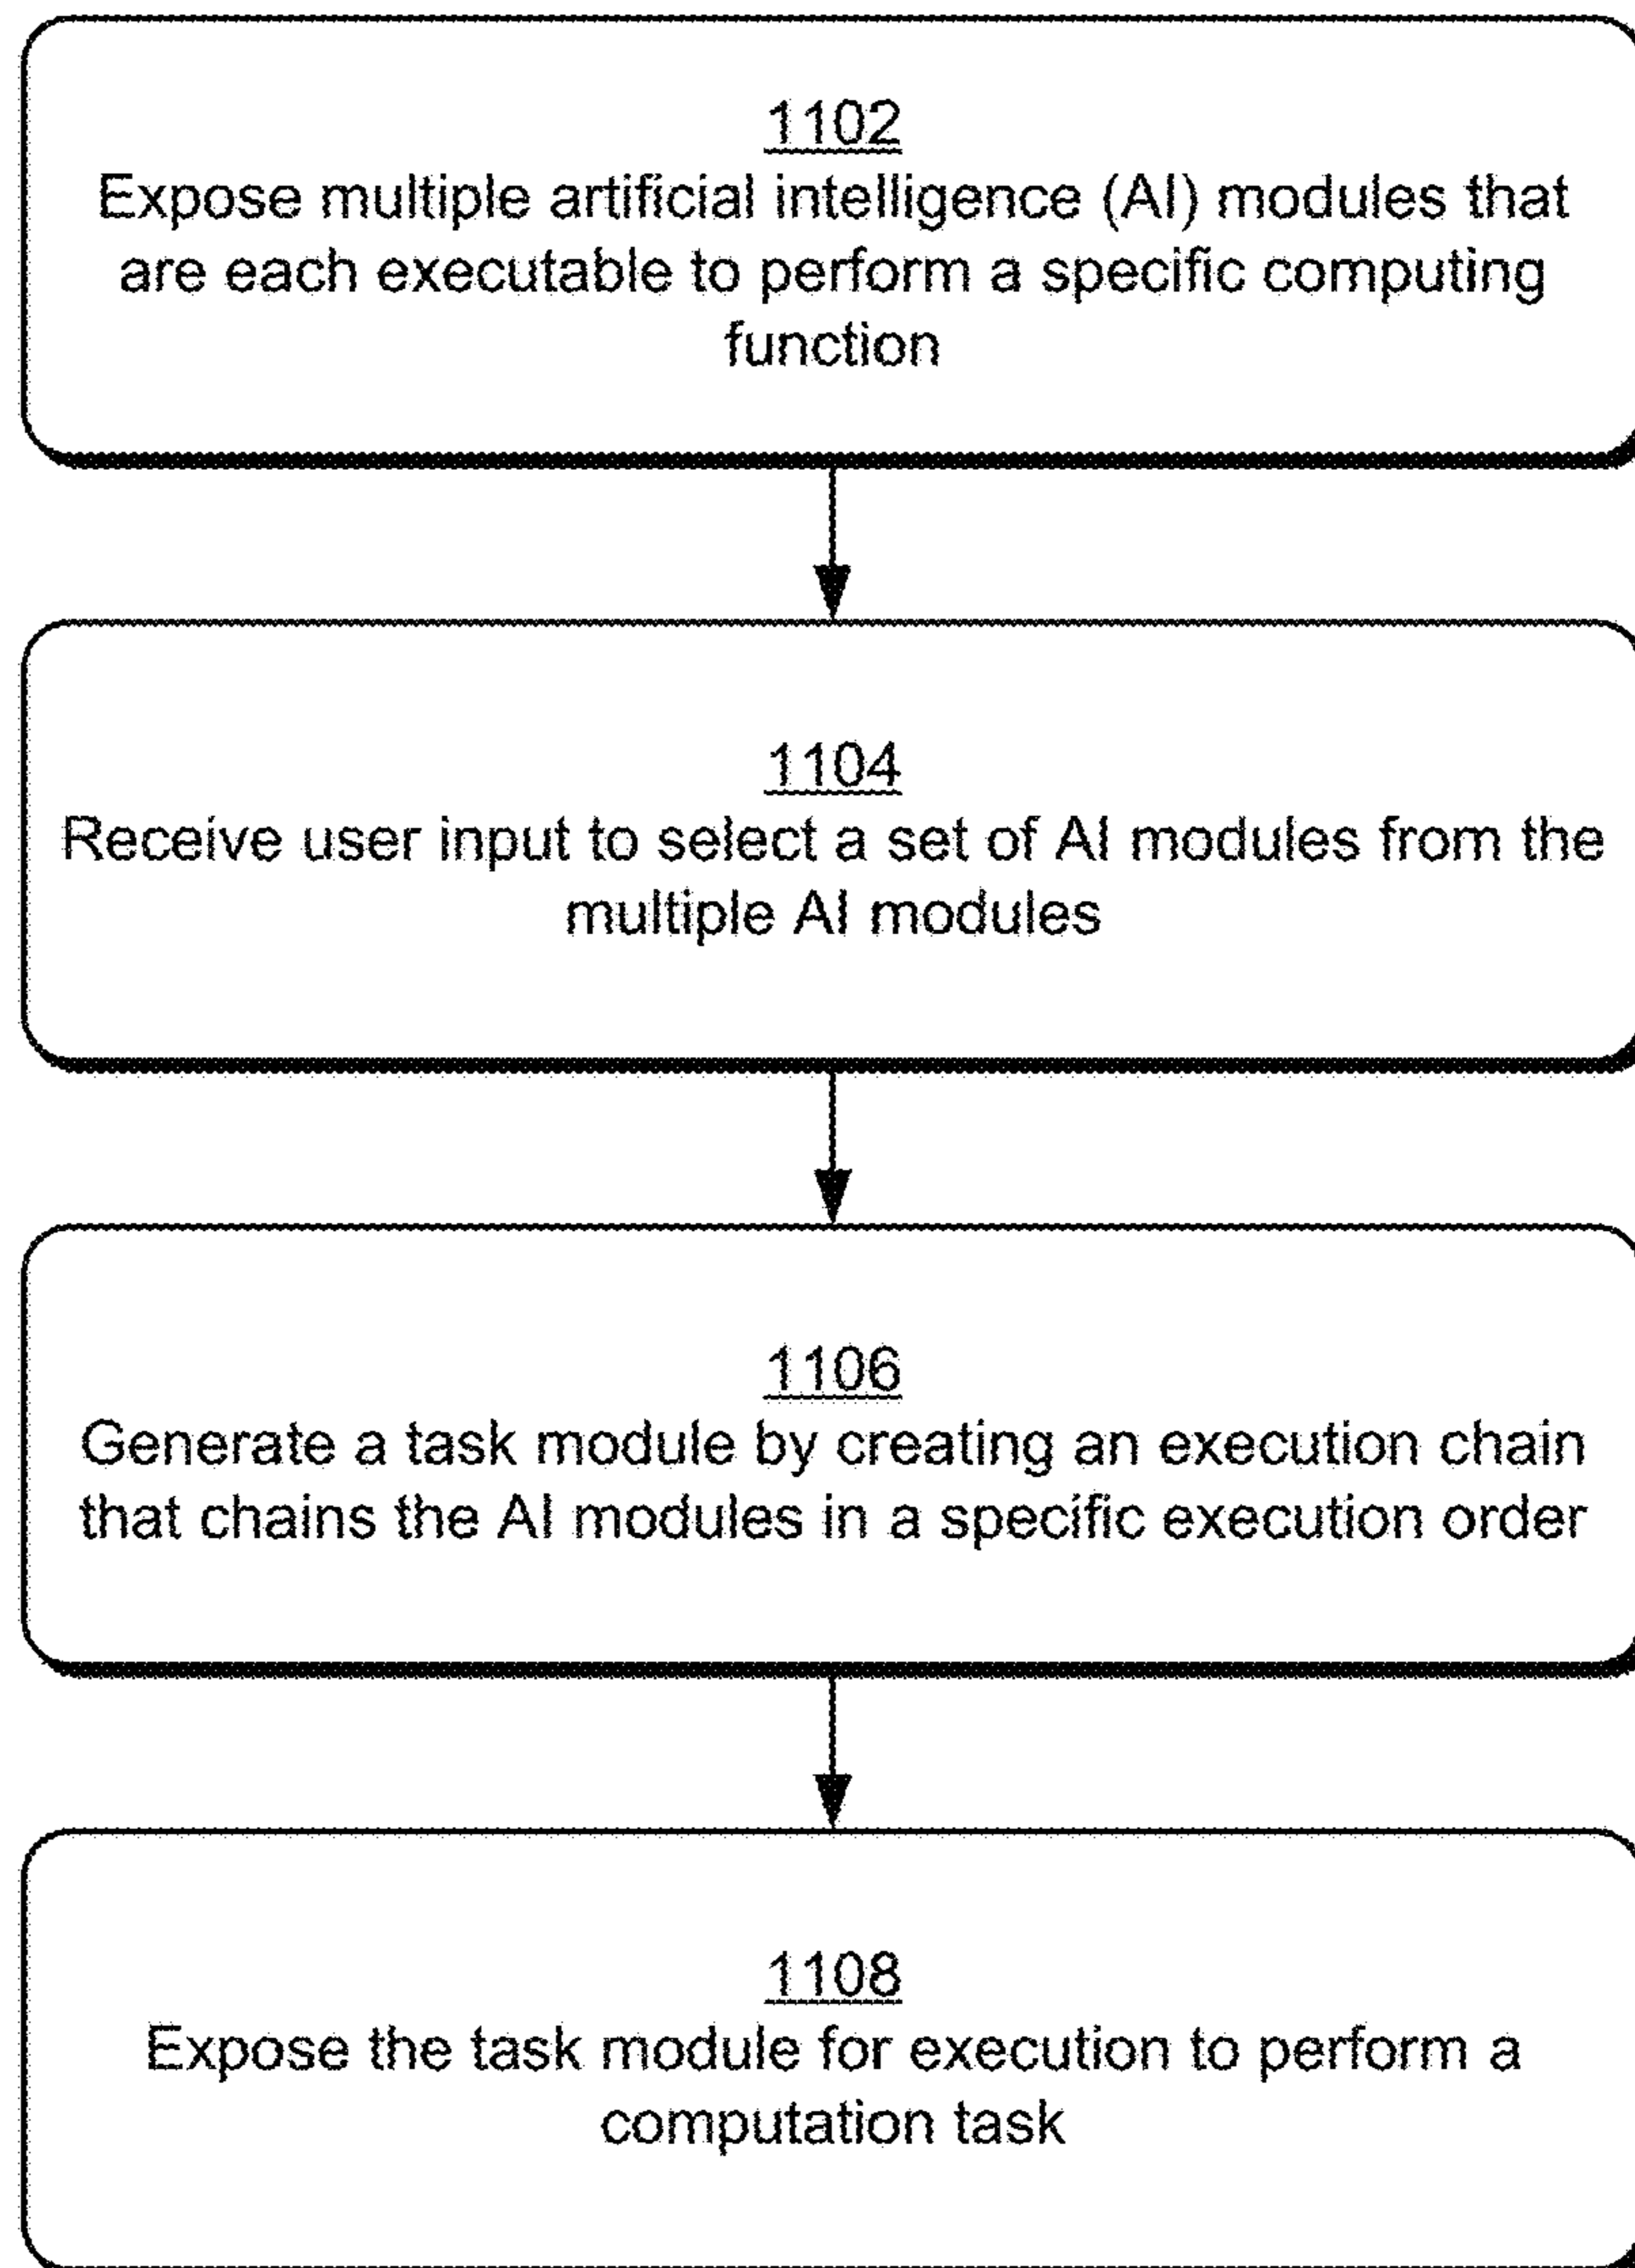 1102
Expose multiple artificial intelligence (AI) modules that
are each executable to perform a specific computing
function
1104
Receive user input to select a set of AI modules from the
multiple AI modules
1106
Generate a task module by creating an execution chain
that chains the AI modules in a specific execution order
1108
Expose the task module for execution to perform a
computation task